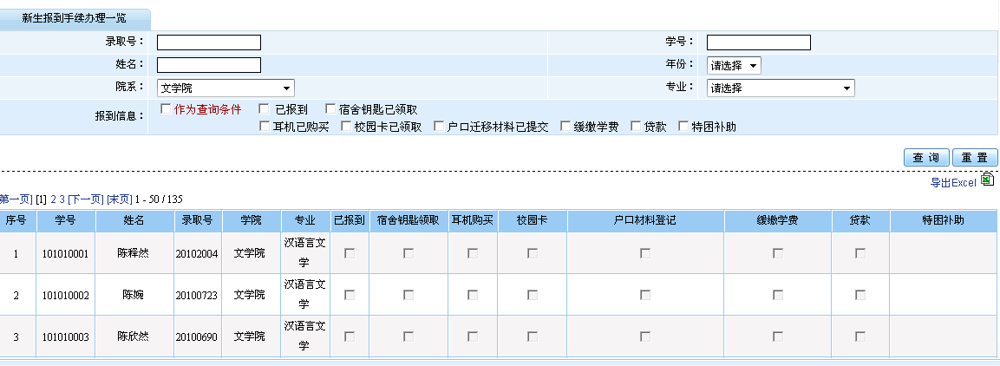 新生报到手续办理一览
录取号： 学号：
姓名： 年份： 请选择
院系： 文学院 专业： 请选择
报到信息： 作为查询条件 已报到 宿舍钥匙已领取
耳机已购买 校园卡已领取 户口迁移材料已提交 缓缴学费 贷款 特困补助
查 询 重 置
导出Excel
第一页] [1] 2 3 [下一页] [末页] 1 - 50 / 135
序号 学号 姓名 录取号 学院 专业 已报到 宿舍钥匙领取 耳机购买 校园卡 户口材料登记 缓缴学费 贷款 特困补助
1 101010001 陈释然 20102004 文学院 汉语言文
学
2 101010002 陈婉 20100723 文学院 汉语言文
学
3 101010003 陈欣然 20100690 文学院 汉语言文
学